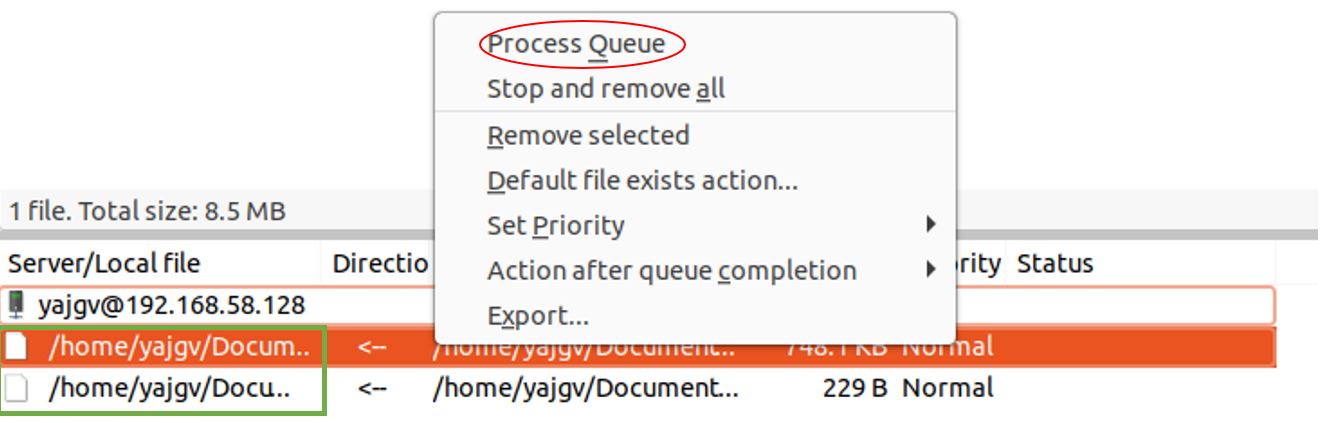 Process Queue
Stop and remove all
Remove selected
Default file exists action...
Set Priority
Action after queue completion
Export...
1 file. Total size: 8.5 MB
Server/Local file Directio ority Status
yajgv@192.168.58.128
/home/yajgv/Docum.. <-- /home/yajgv/Document... 748.1 KB Normal
/home/yajgv/Docu... <-- /home/yajgv/Document... 229 B Normal